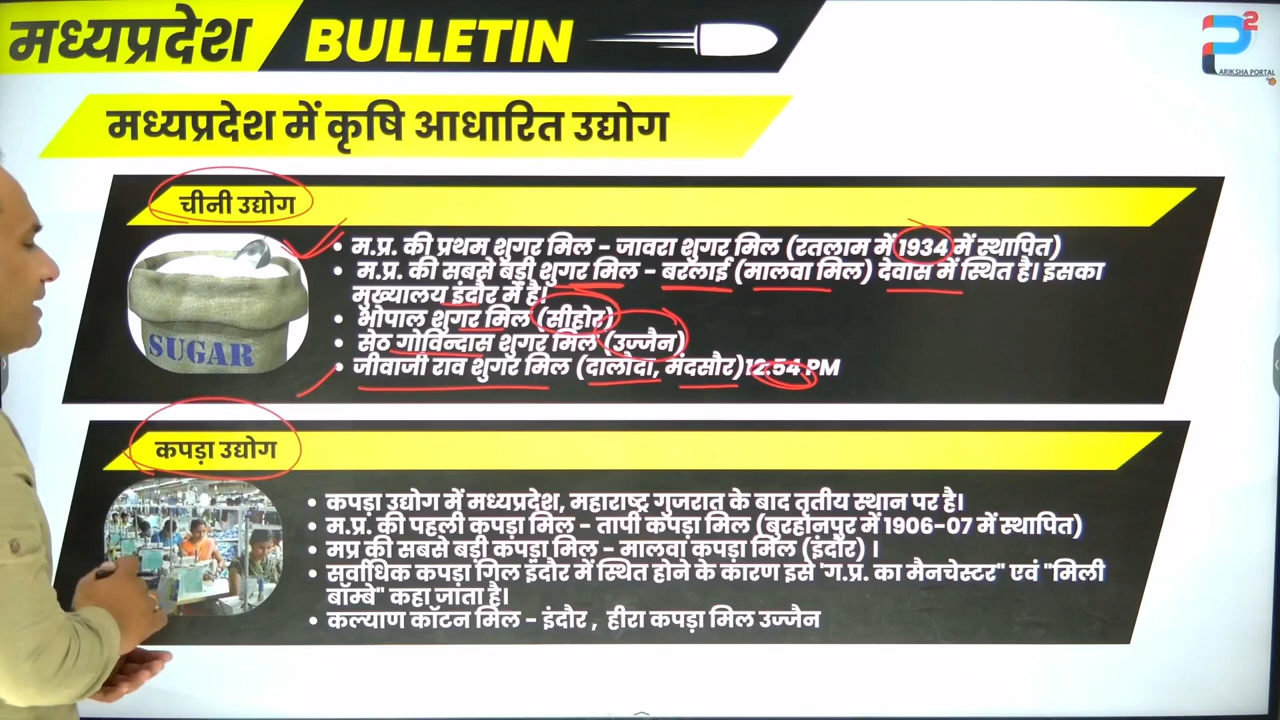 मध्यप्रदेश BULLETIN
P2
ARIKSHA PORTAL
मध्यप्रदेश में कृषि आधारित उद्योग
चीनी उद्योग
SUGAR
• म.प्र. की प्रथम शुगर मिल - जावरा शुगर मिल (रतलाम में 1934 में स्थापित)
• म.प्र. की सबसे बड़ी शुगर मिल - बरलाई (मालवा मिल) देवास में स्थित है। इसका
मुख्यालय इंदौर में है।
• भोपाल शुगर मिल (सीहोर)
• सेठ गोविन्दास शुगर मिल (उज्जैन)
• जीवाजी राव शुगर मिल (दालोदा, मंदसौर)12:54 PM
कपड़ा उद्योग
• कपड़ा उद्योग में मध्यप्रदेश, महाराष्ट्र गुजरात के बाद तृतीय स्थान पर है।
• म.प्र. की पहली कपड़ा मिल - तापी कपड़ा मिल (बुरहानपुर में 1906-07 में स्थापित)
• मप्र की सबसे बड़ी कपड़ा मिल - मालवा कपड़ा मिल (इंदौर) ।
• सर्वाधिक कपड़ा गिल इंदौर में स्थित होने के कारण इसे 'ग.प्र. का मैनचेस्टर" एवं "मिली
बॉम्बे" कहा जाता है।
• कल्याण कॉटन मिल - इंदौर , हीरा कपड़ा मिल उज्जैन